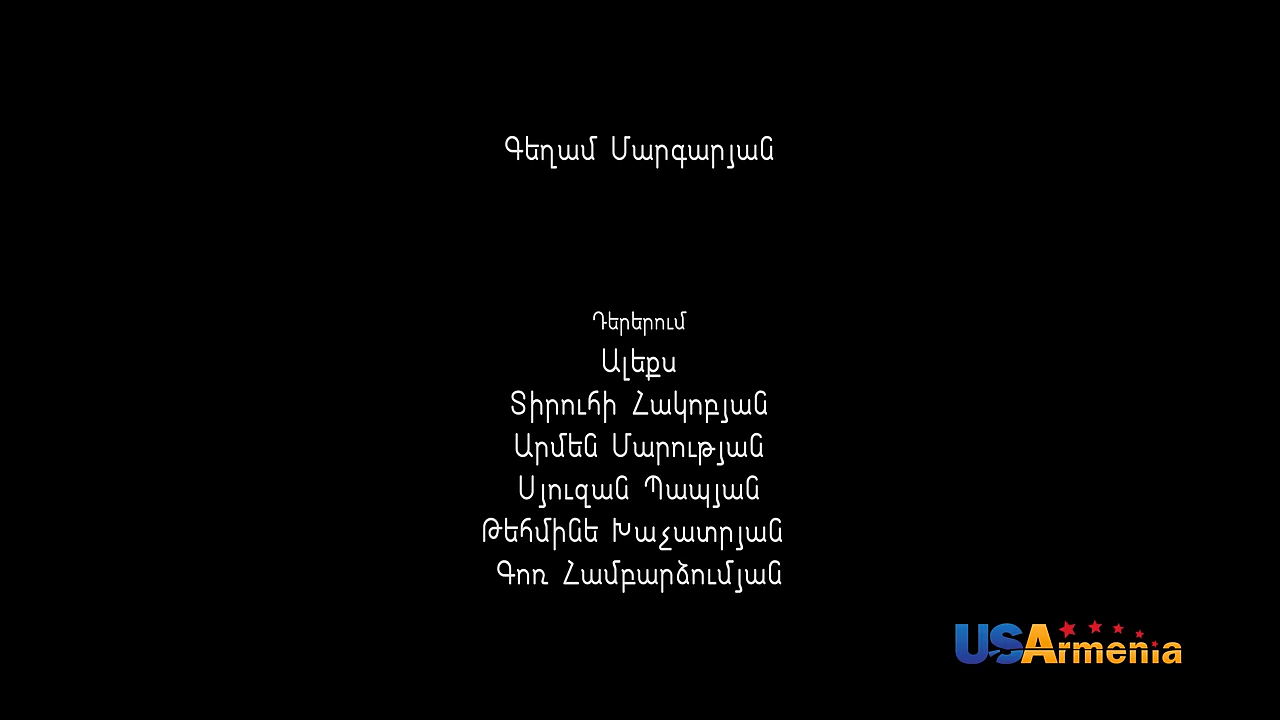 Գեղամ Մարգարյան
Դերերում
Ալեքս
Տիրուհի Հակոբյան
Արմեն Մարության
Սյուզան Պապյան
Թեհմինե Խաչատրյան
Գոռ Համբարձումյան
USArmenia